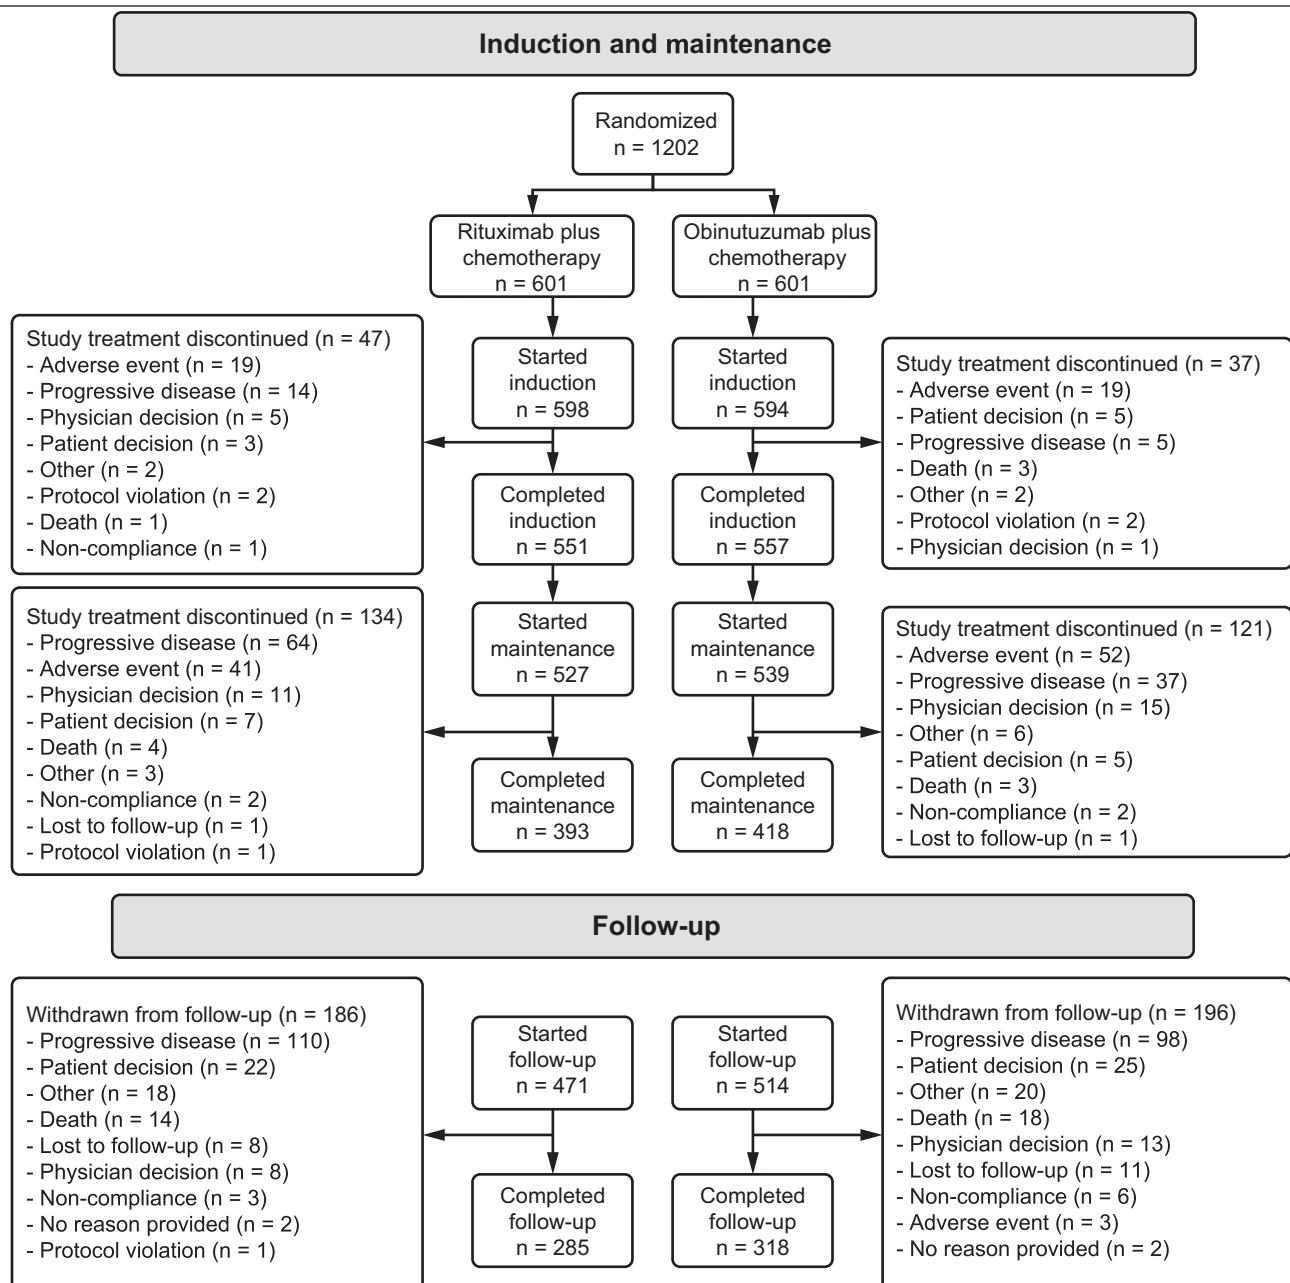 Induction and maintenance
Randomized
n = 1202
Rituximab plus
chemotherapy
n = 601
Obinutuzumab plus
chemotherapy
n = 601
Study treatment discontinued (n = 47)
- Adverse event (n = 19)
- Progressive disease (n = 14)
- Physician decision (n = 5)
- Patient decision (n = 3)
- Other (n = 2)
- Protocol violation (n = 2)
- Death (n = 1)
- Non-compliance (n = 1)
Started
induction
n = 598
Started
induction
n = 594
Study treatment discontinued (n = 37)
- Adverse event (n = 19)
- Patient decision (n = 5)
- Progressive disease (n = 5)
- Death (n = 3)
- Other (n = 2)
- Protocol violation (n = 2)
- Physician decision (n = 1)
Completed
induction
n = 551
Completed
induction
n = 557
Study treatment discontinued (n = 134)
- Progressive disease (n = 64)
- Adverse event (n = 41)
- Physician decision (n = 11)
- Patient decision (n = 7)
- Death (n = 4)
- Other (n = 3)
- Non-compliance (n = 2)
- Lost to follow-up (n = 1)
- Protocol violation (n = 1)
Started
maintenance
n = 527
Started
maintenance
n = 539
Study treatment discontinued (n = 121)
- Adverse event (n = 52)
- Progressive disease (n = 37)
- Physician decision (n = 15)
- Other (n = 6)
- Patient decision (n = 5)
- Death (n = 3)
- Non-compliance (n = 2)
- Lost to follow-up (n = 1)
Completed
maintenance
n = 393
Completed
maintenance
n = 418
Follow-up
Withdrawn from follow-up (n = 186)
- Progressive disease (n = 110)
- Patient decision (n = 22)
- Other (n = 18)
- Death (n = 14)
- Lost to follow-up (n = 8)
- Physician decision (n = 8)
- Non-compliance (n = 3)
- No reason provided (n = 2)
- Protocol violation (n = 1)
Started
follow-up
n = 471
Started
follow-up
n = 514
Withdrawn from follow-up (n = 196)
- Progressive disease (n = 98)
- Patient decision (n = 25)
- Other (n = 20)
- Death (n = 18)
- Physician decision (n = 13)
- Lost to follow-up (n = 11)
- Non-compliance (n = 6)
- Adverse event (n = 3)
- No reason provided (n = 2)
Completed
follow-up
n = 285
Completed
follow-up
n = 318